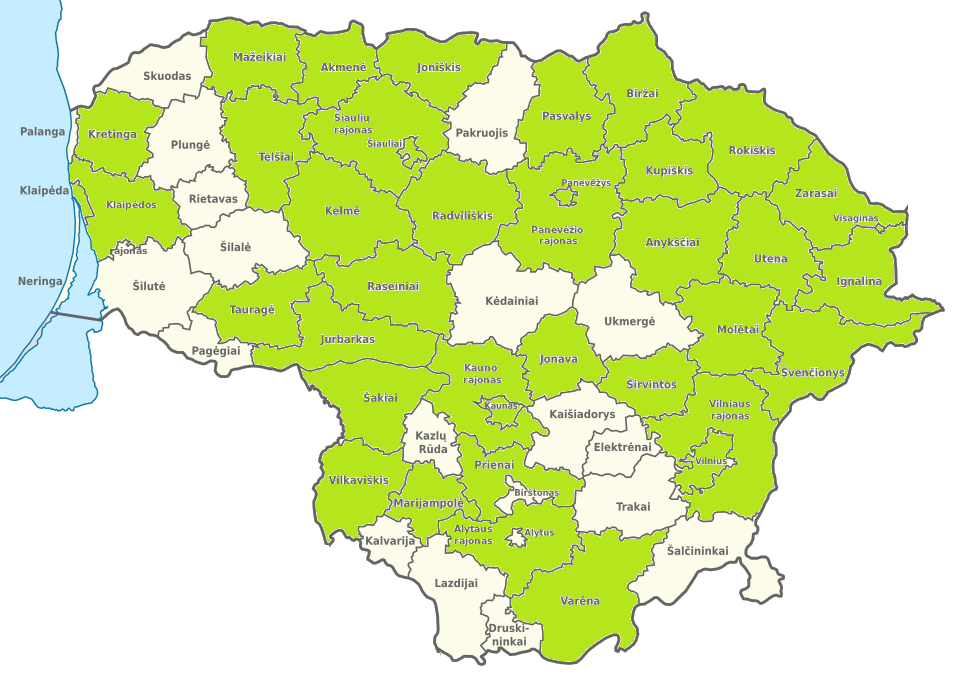 Mažeikiai
Akmenė
Joniškis
Skuodas
Biržai
Pasvalys
Šiaulių
rajonas
Šiauliai
Pakruojis
Palanga
Kretinga
Plungė
Telšiai
Rokiškis
Kupiškis
Panevėžys
Klaipėda
Rietavas
Klaipėdos
rajonas
Kelmė
Radviliškis
Zarasai
Visaginas
Panevėžio
rajonas
Anykščiai
Šilalė
Utena
Neringa
Šilutė
Raseiniai
Ignalina
Kėdainiai
Tauragė
Ukmergė
Molėtai
Jurbarkas
Pagėgiai
Jonava
Kauno
rajonas
Švenčionys
Širvintos
Šakiai
Kaunas
Kaišiadorys
Vilniaus
rajonas
Kazlų
Rūda
Elektrėnai
Vilnius
Prienai
Vilkaviškis
Birštonas
Marijampolė
Trakai
Alytaus
rajonas
Alytus
Kalvarija
Šalčininkai
Lazdijai
Varėna
Druski-
ninkai